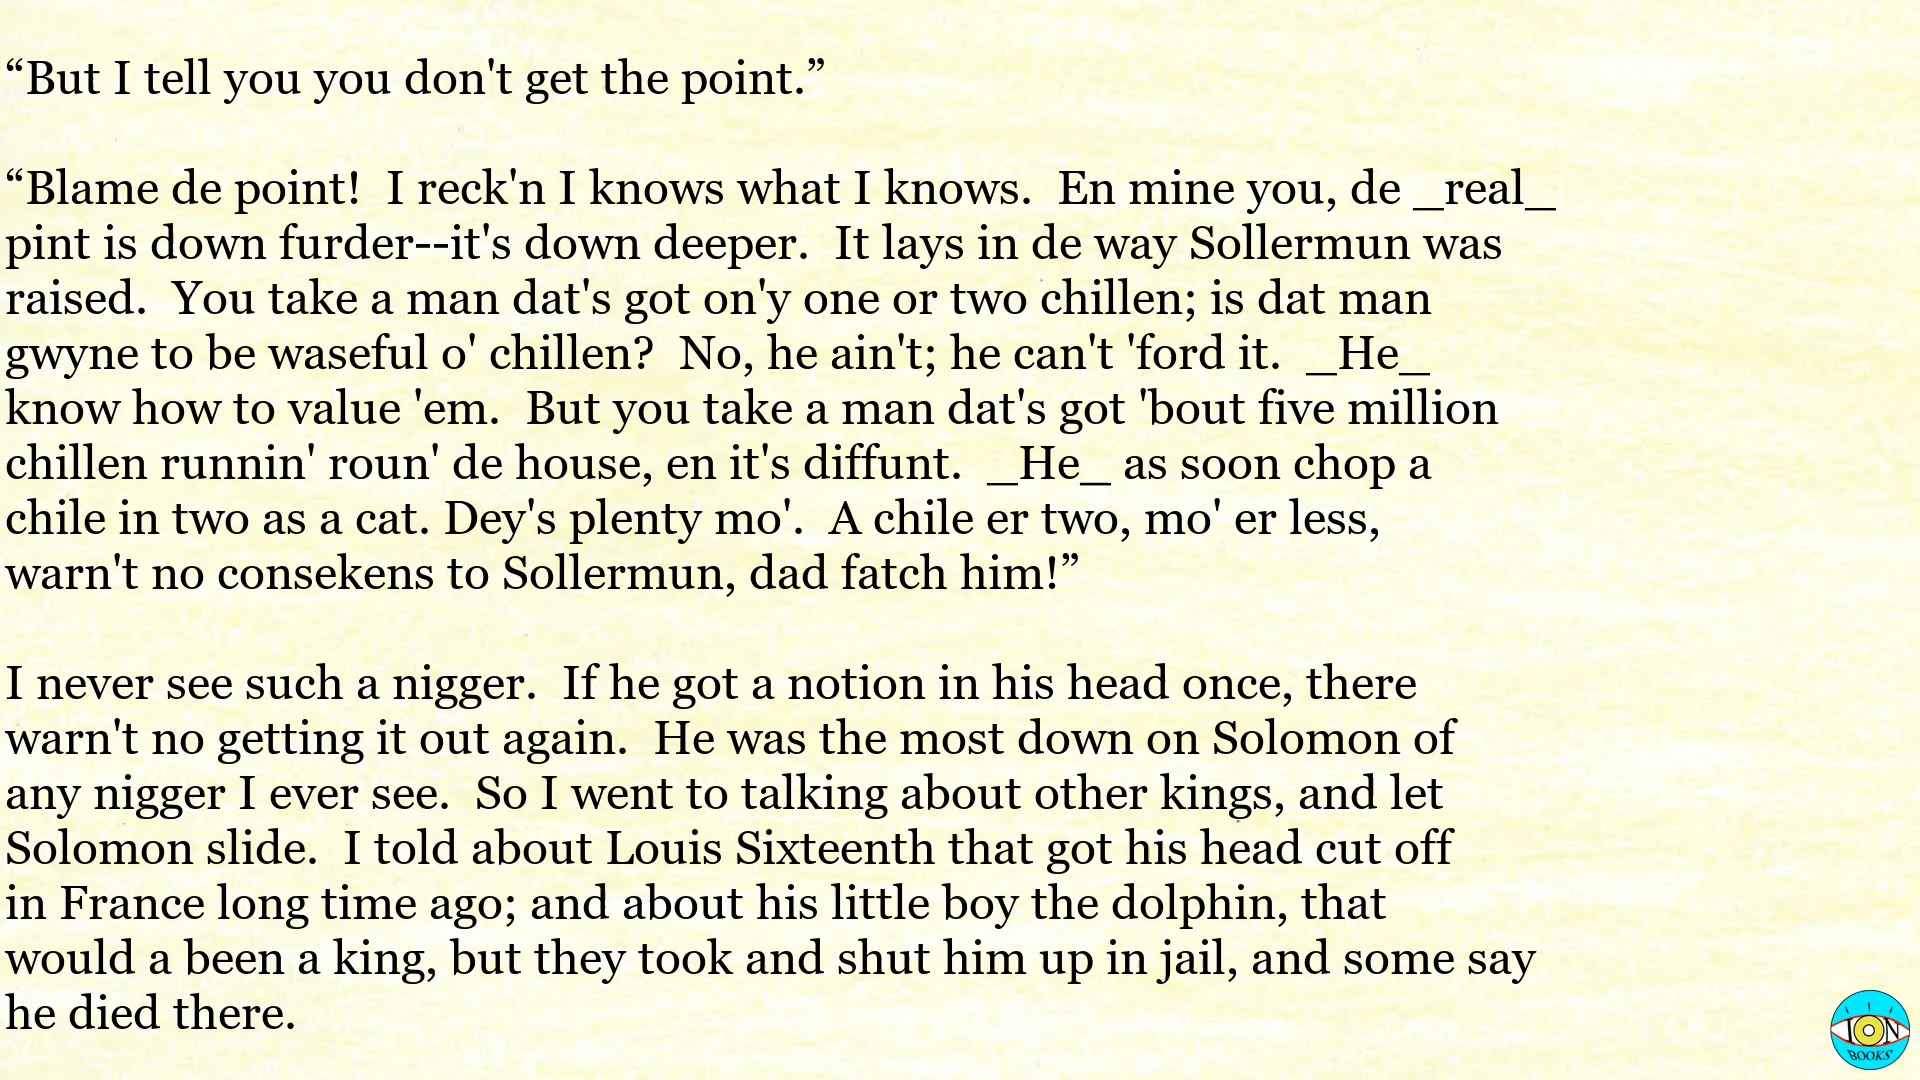 “But I tell you you don't get the point.”
“Blame de point!  I reck'n I knows what I knows.  En mine you, de _real_
pint is down furder--it's down deeper.  It lays in de way Sollermun was
raised.  You take a man dat's got on'y one or two chillen; is dat man
gwyne to be waseful o' chillen?  No, he ain't; he can't 'ford it.  _He_
know how to value 'em.  But you take a man dat's got 'bout five million
chillen runnin' roun' de house, en it's diffunt.  _He_ as soon chop a
chile in two as a cat. Dey's plenty mo'.  A chile er two, mo' er less,
warn't no consekens to Sollermun, dad fatch him!”
I never see such a nigger.  If he got a notion in his head once, there
warn't no getting it out again.  He was the most down on Solomon of
any nigger I ever see.  So I went to talking about other kings, and let
Solomon slide.  I told about Louis Sixteenth that got his head cut off
in France long time ago; and about his little boy the dolphin, that
would a been a king, but they took and shut him up in jail, and some say
he died there.
ION
BOOKS